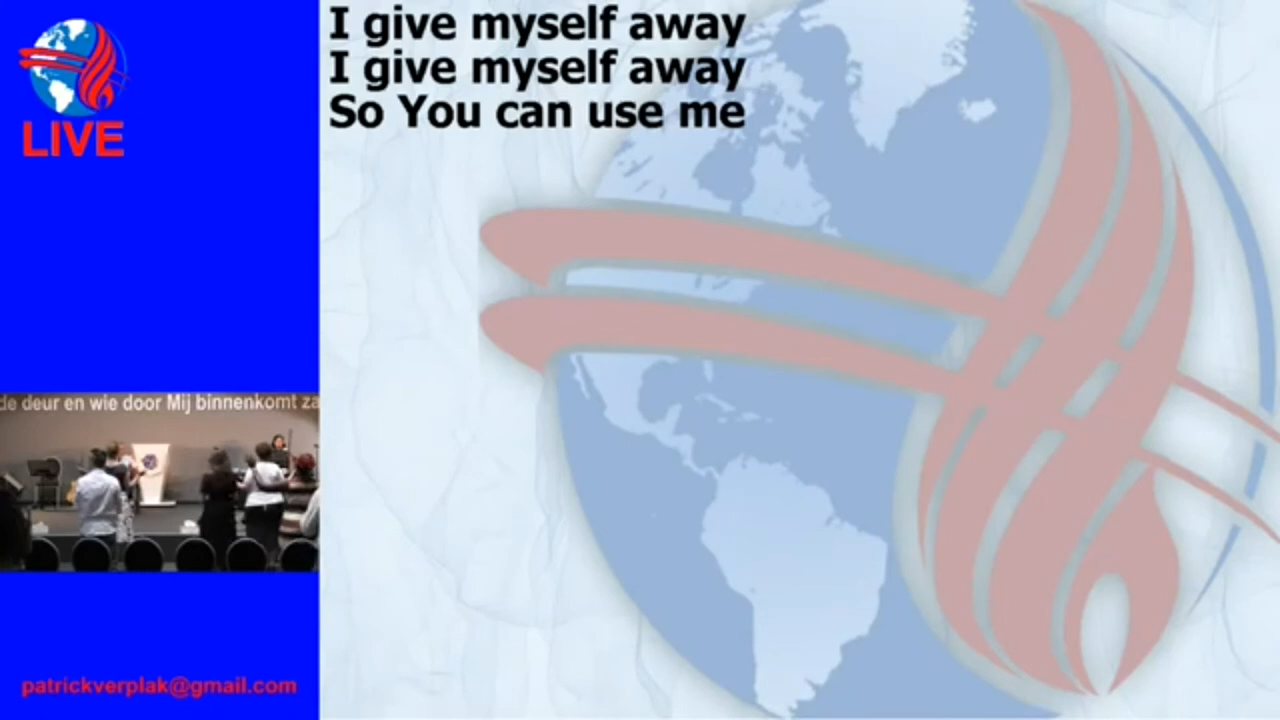 I give myself away
I give myself away
So You can use me
LIVE
de deur en wie door Mij binnenkomt za
patrickverplak@gmail.com